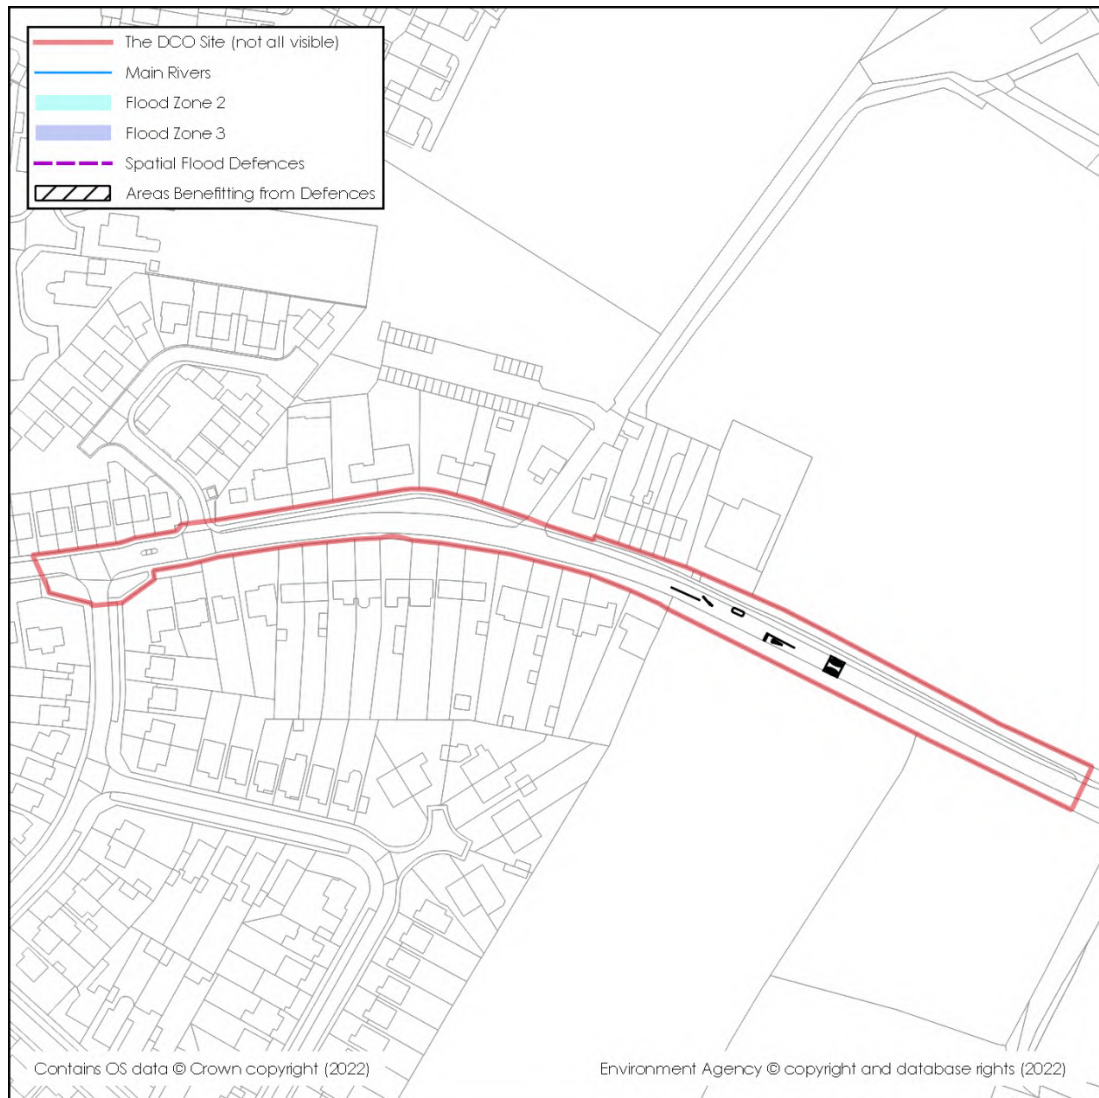 The DCO Site (not all visible)
Main Rivers
Flood Zone 2
Flood Zone 3
Spatial Flood Defences
Areas Benefitting from Defences
Contains OS data © Crown copyright (2022)
Environment Agency © copyright and database rights (2022)